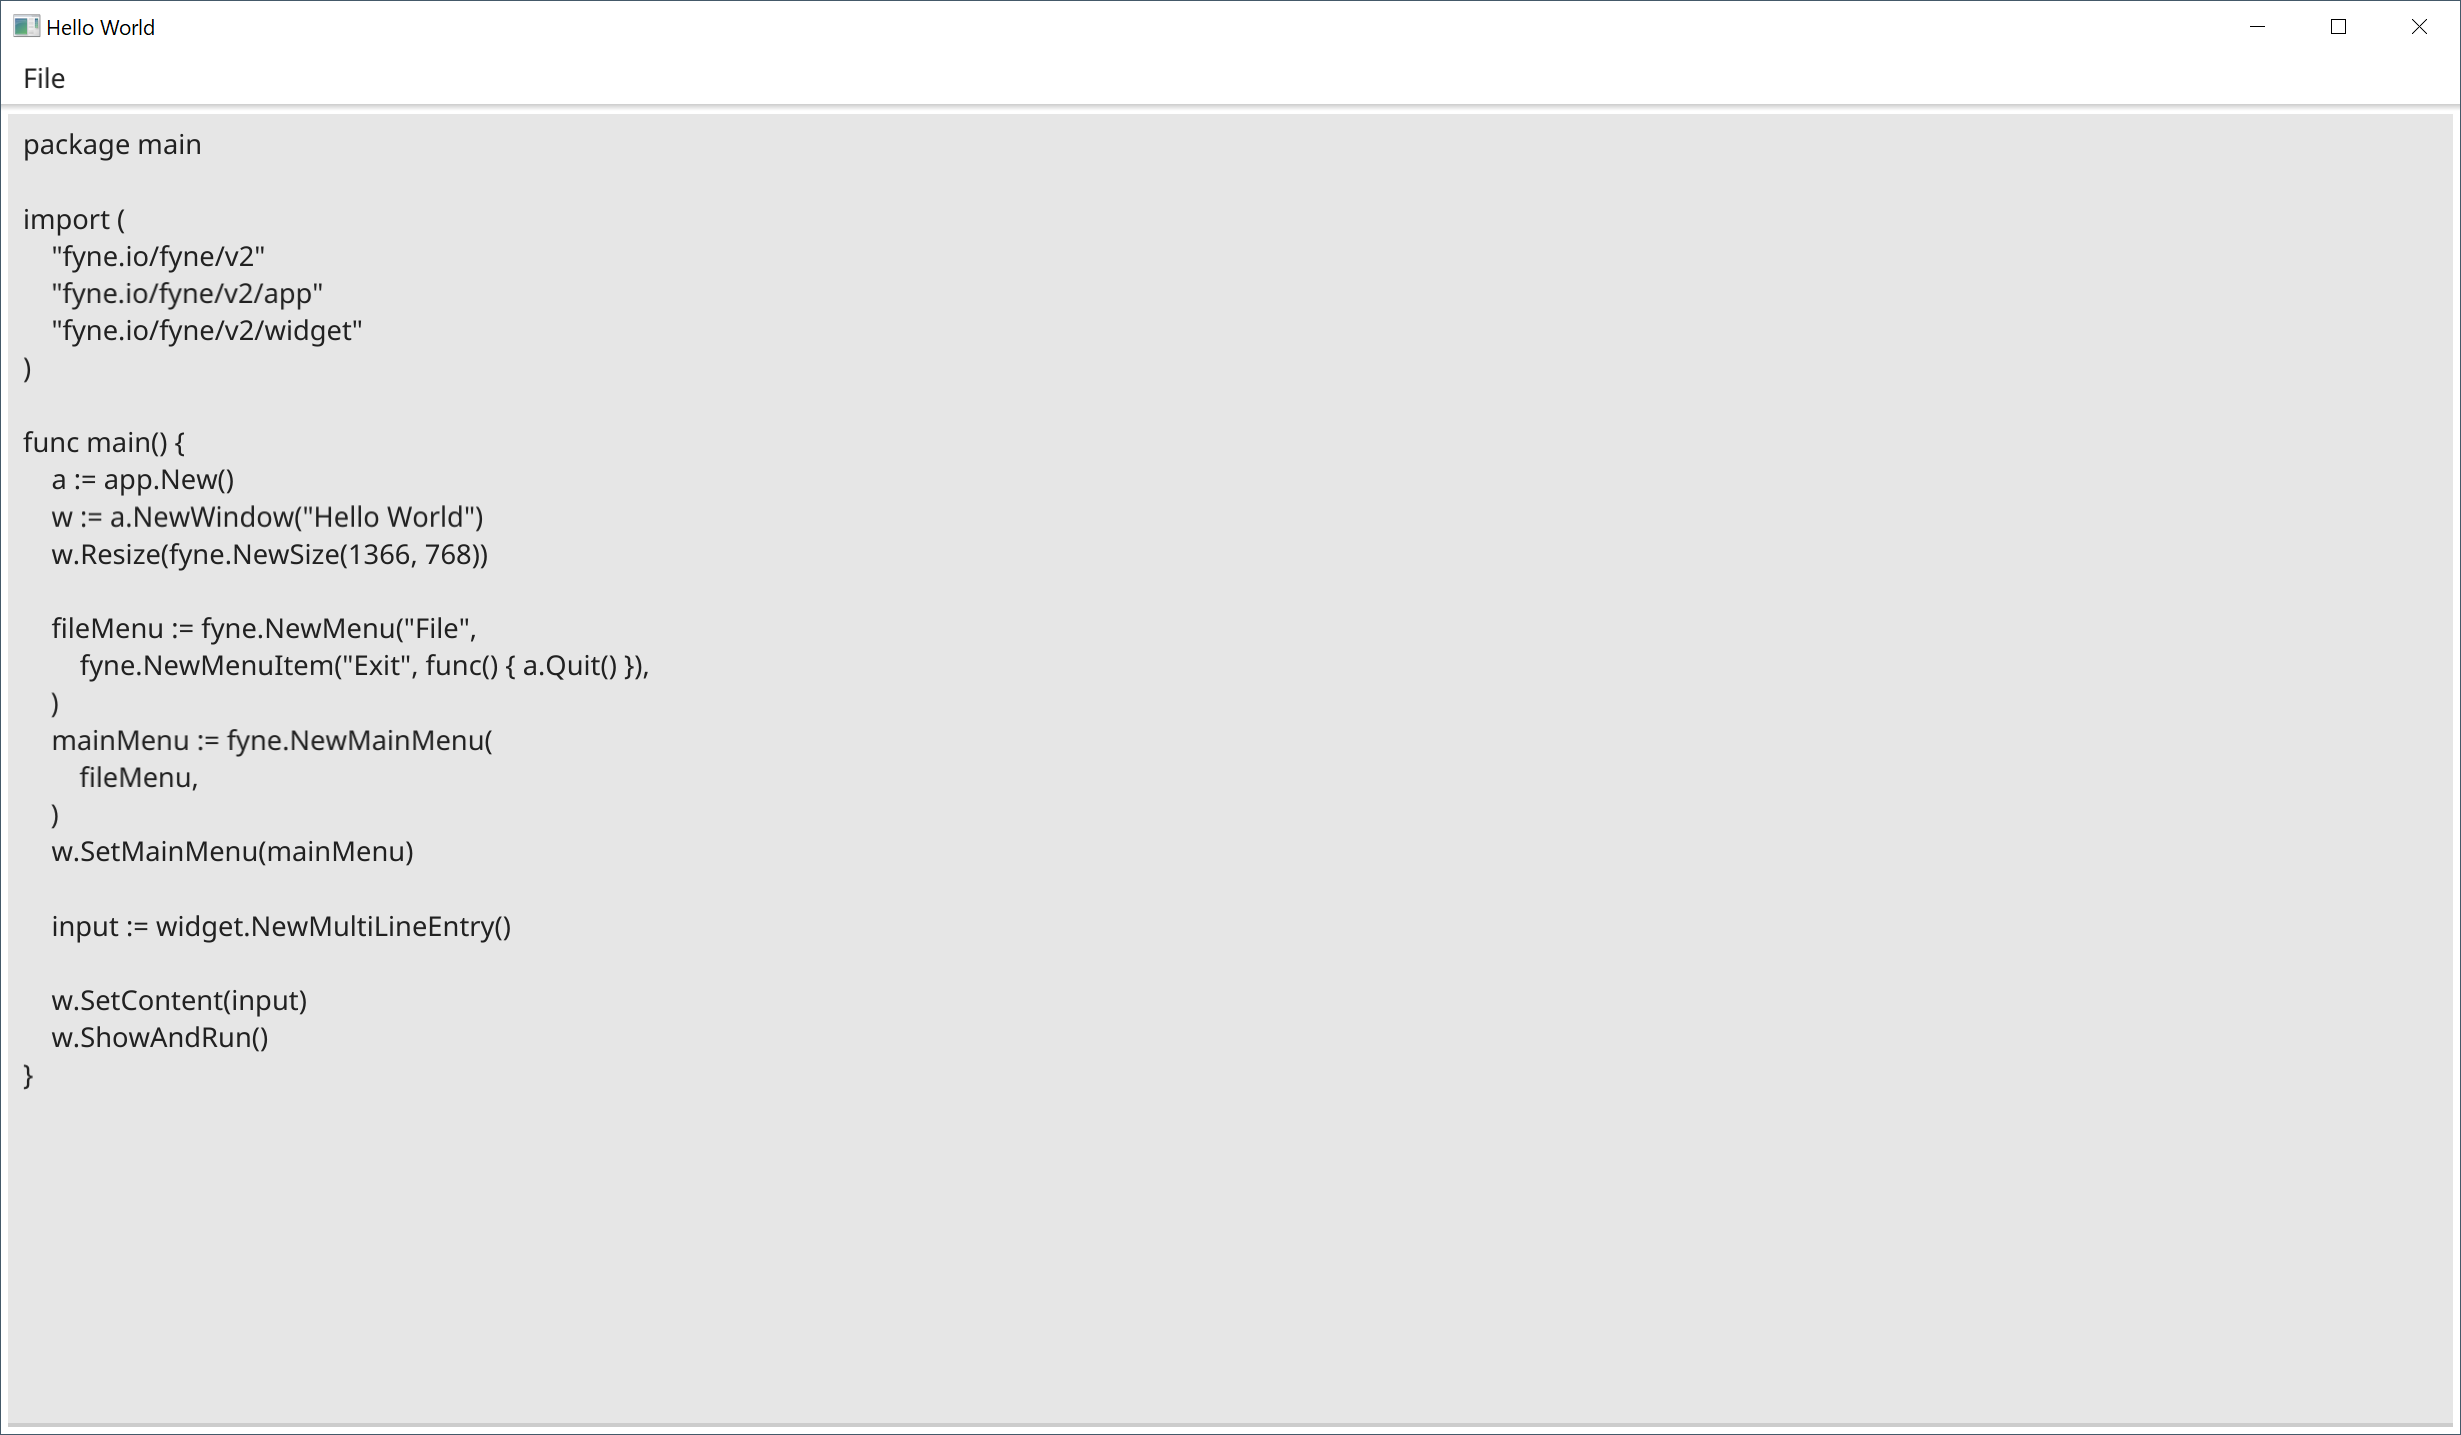 Hello World
File
package main

import (
    "fyne.io/fyne/v2"
    "fyne.io/fyne/v2/app"
    "fyne.io/fyne/v2/widget"
)

func main() {
    a := app.New()
    w := a.NewWindow("Hello World")
    w.Resize(fyne.NewSize(1366, 768))

    fileMenu := fyne.NewMenu("File",
        fyne.NewMenuItem("Exit", func() { a.Quit() }),
    )
    mainMenu := fyne.NewMainMenu(
        fileMenu,
    )
    w.SetMainMenu(mainMenu)

    input := widget.NewMultiLineEntry()

    w.SetContent(input)
    w.ShowAndRun()
}